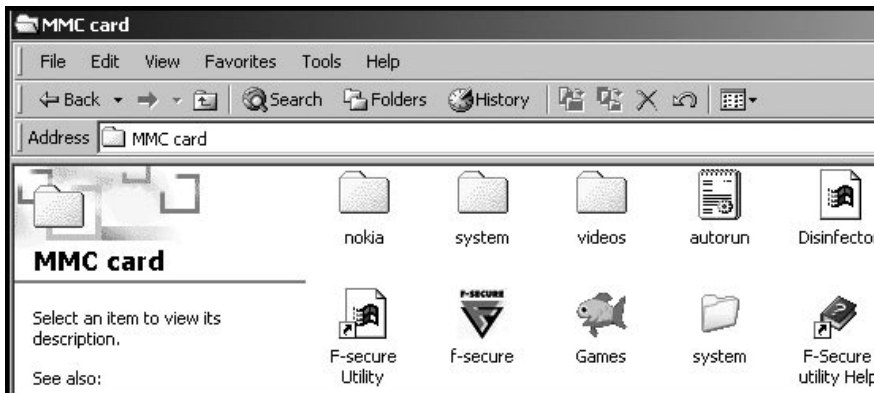 MMC card
File Edit View Favorites Tools Help
Back Search Folders History
Address MMC card
nokia system videos autorun Disinfecto
MMC card
F-SECURE
Select an item to view its
description.
F-secure
Utility
f-secure Games system F-Secure
utility Help
See also: